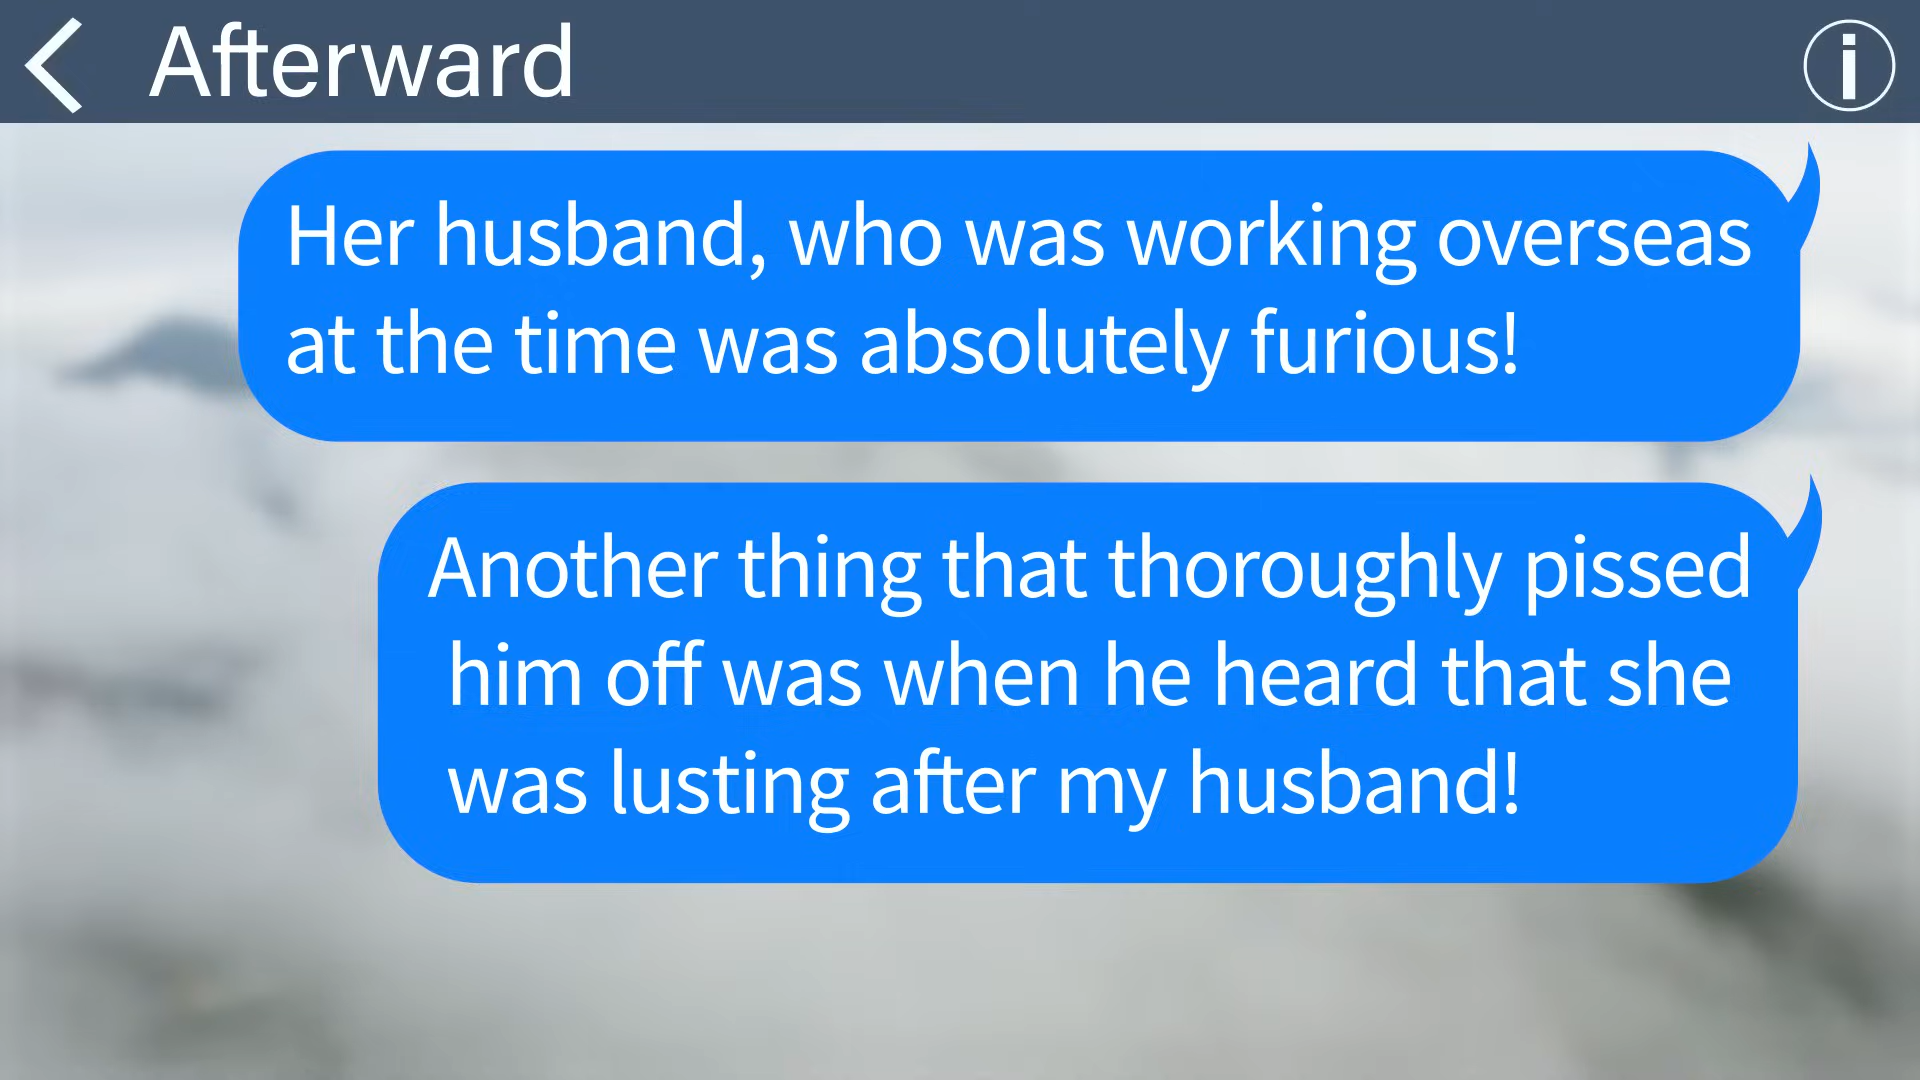 Afterward
Her husband, who was working overseas
at the time was absolutely furious!
Another thing that thoroughly pissed
him off was when he heard that she
was lusting after my husband!